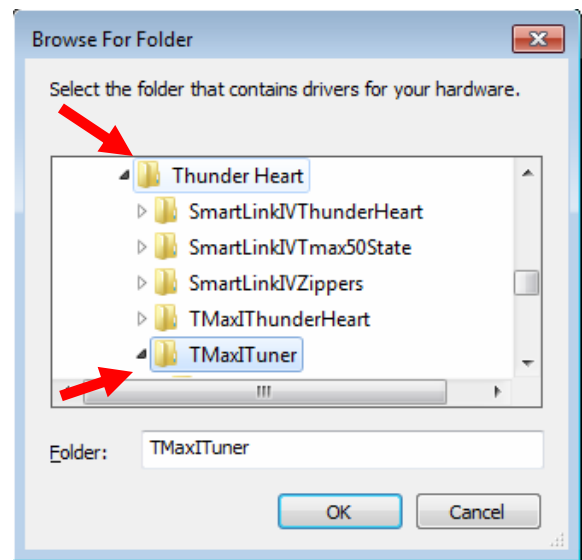 Browse For Folder
Select the folder that contains drivers for your hardware.
Thunder Heart
SmartLinkIVThunderHeart
SmartLinkIVTmax50State
SmartLinkIVZippers
TMaxIThunderHeart
TMaxITuner
Folder: TMaxITuner
OK Cancel